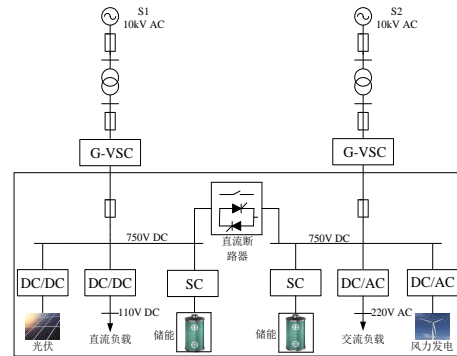 S1
10kV AC
S2
10kV AC
G-VSC
G-VSC
直流断
路器
750V DC
750V DC
DC/DC
DC/DC
SC
SC
DC/AC
DC/AC
110V DC
220V AC
光伏
直流负载
储能
储能
交流负载
风力发电